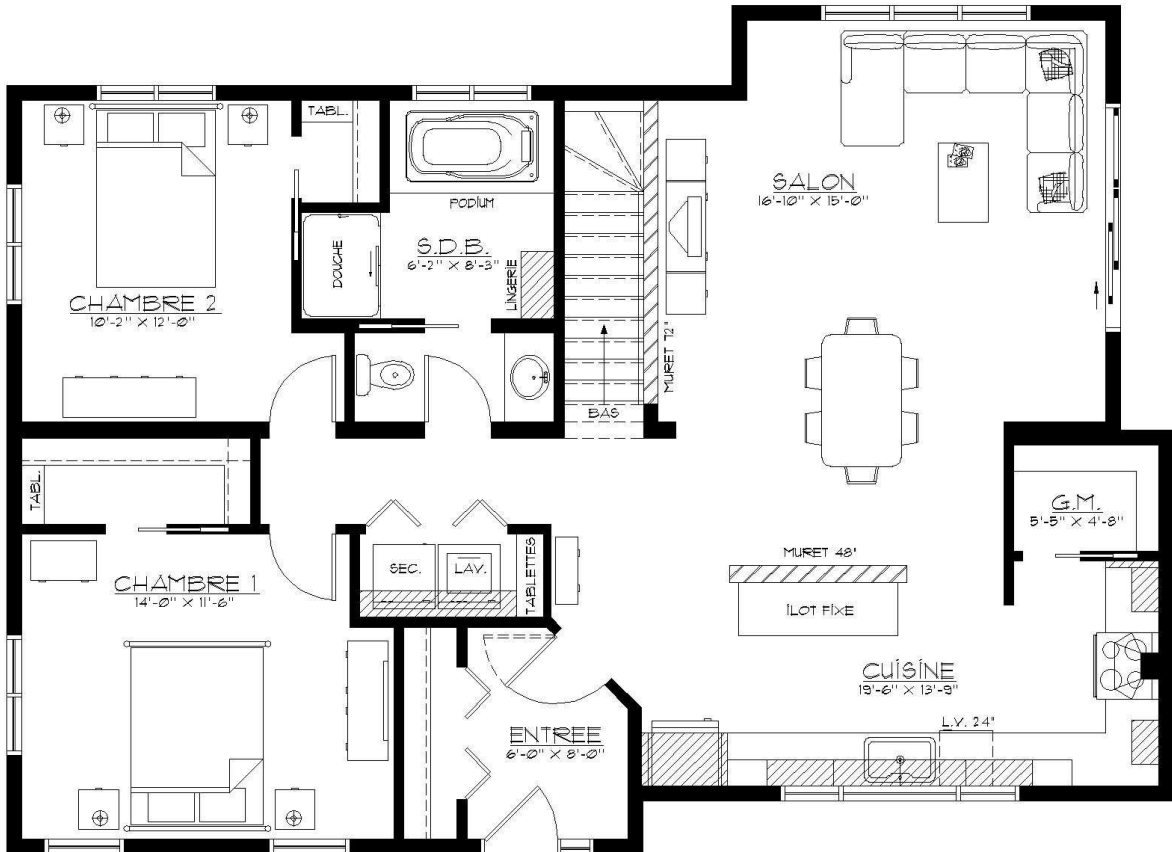 TABL.
SALON
16'-10" X 15'-0"
PODIUM
S.D.B.
6'-2" X 8'-3"
DOUCHE
LINGERIE
CHAMBRE 2
10'-2" X 12'-0"
MURET 72"
BAS
TABL.
G.M.
5'-5" X 4'-8"
MURET 48'
SEC.
LAV.
TABLETTES
CHAMBRE 1
14'-0" X 11'-6"
ÎLOT FIXE
CUISINE
19'-6" X 13'-9"
L.V. 24"
ENTREE
6'-0" X 8'-0"